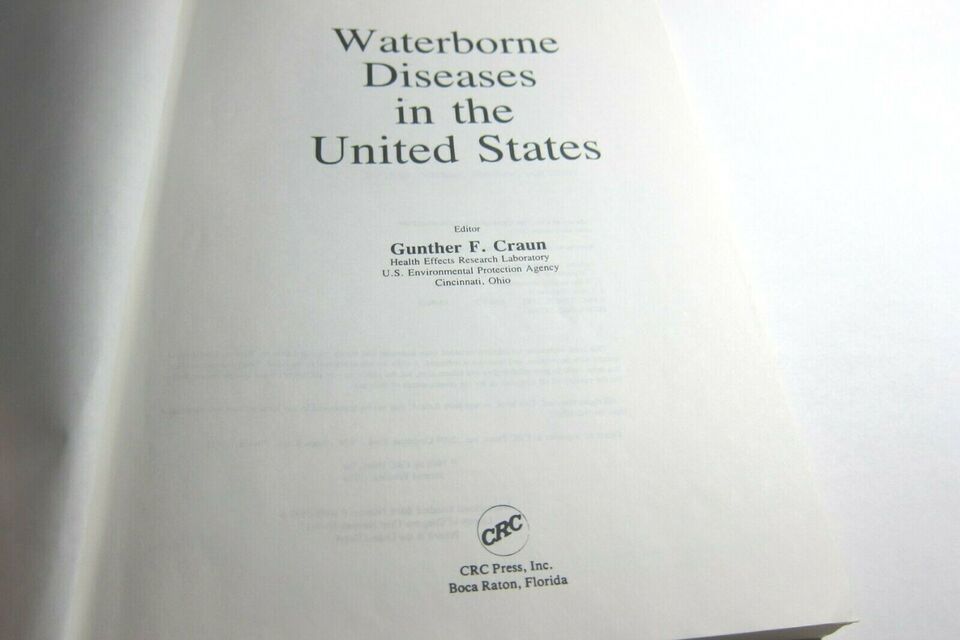 Waterborne
Diseases
in the
United States
Editor
Gunther F. Craun
Health Effects Research Laboratory
U.S. Environmental Protection Agency
Cincinnati, Ohio
CRC
CRC Press, Inc.
Boca Raton, Florida